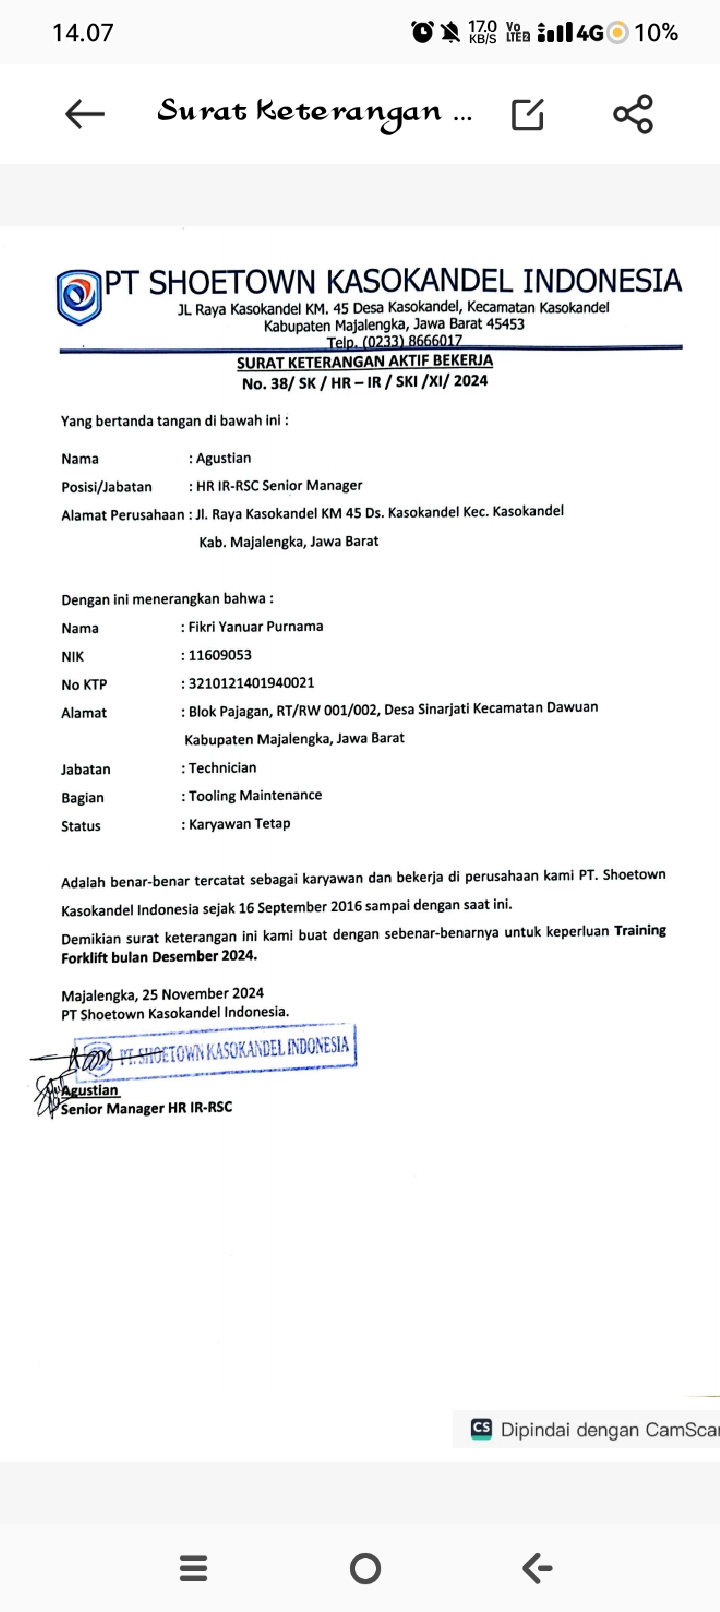 14.07
17.0 KB/S
Vo LTE2
4G
10%
Surat Keterangan ...
PT SHOETOWN KASOKANDEL INDONESIA
JL Raya Kasokandel KM. 45 Desa Kasokandel, Kecamatan Kasokandel
Kabupaten Majalengka, Jawa Barat 45453
Telp. (0233) 8666017
SURAT KETERANGAN AKTIF BEKERJA
No. 38/ SK / HR – IR / SKI /XI/ 2024
Yang bertanda tangan di bawah ini :
Nama : Agustian
Posisi/Jabatan : HR IR-RSC Senior Manager
Alamat Perusahaan : Jl. Raya Kasokandel KM 45 Ds. Kasokandel Kec. Kasokandel
Kab. Majalengka, Jawa Barat
Dengan ini menerangkan bahwa :
Nama : Fikri Yanuar Purnama
NIK : 11609053
No KTP : 3210121401940021
Alamat : Blok Pajagan, RT/RW 001/002, Desa Sinarjati Kecamatan Dawuan
Kabupaten Majalengka, Jawa Barat
Jabatan : Technician
Bagian : Tooling Maintenance
Status : Karyawan Tetap
Adalah benar-benar tercatat sebagai karyawan dan bekerja di perusahaan kami PT. Shoetown
Kasokandel Indonesia sejak 16 September 2016 sampai dengan saat ini.
Demikian surat keterangan ini kami buat dengan sebenar-benarnya untuk keperluan Training
Forklift bulan Desember 2024.
Majalengka, 25 November 2024
PT Shoetown Kasokandel Indonesia.
PT. SHOETOWN KASOKANDEL INDONESIA
Agustian
Senior Manager HR IR-RSC
CS Dipindai dengan CamScan